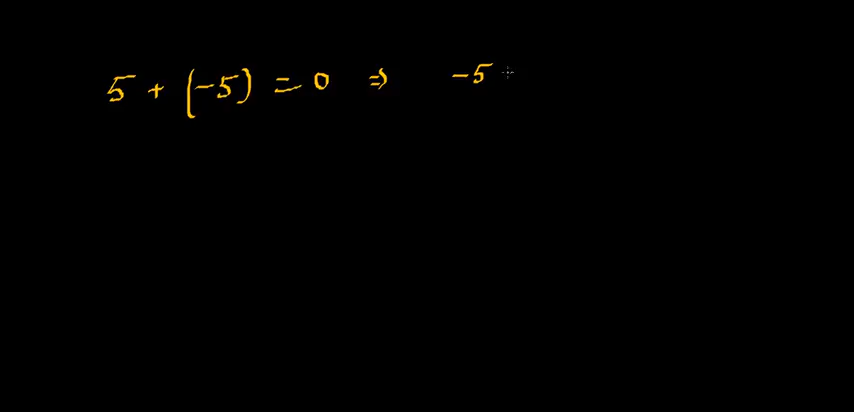 5 + (-5) = 0 ⇒ -5